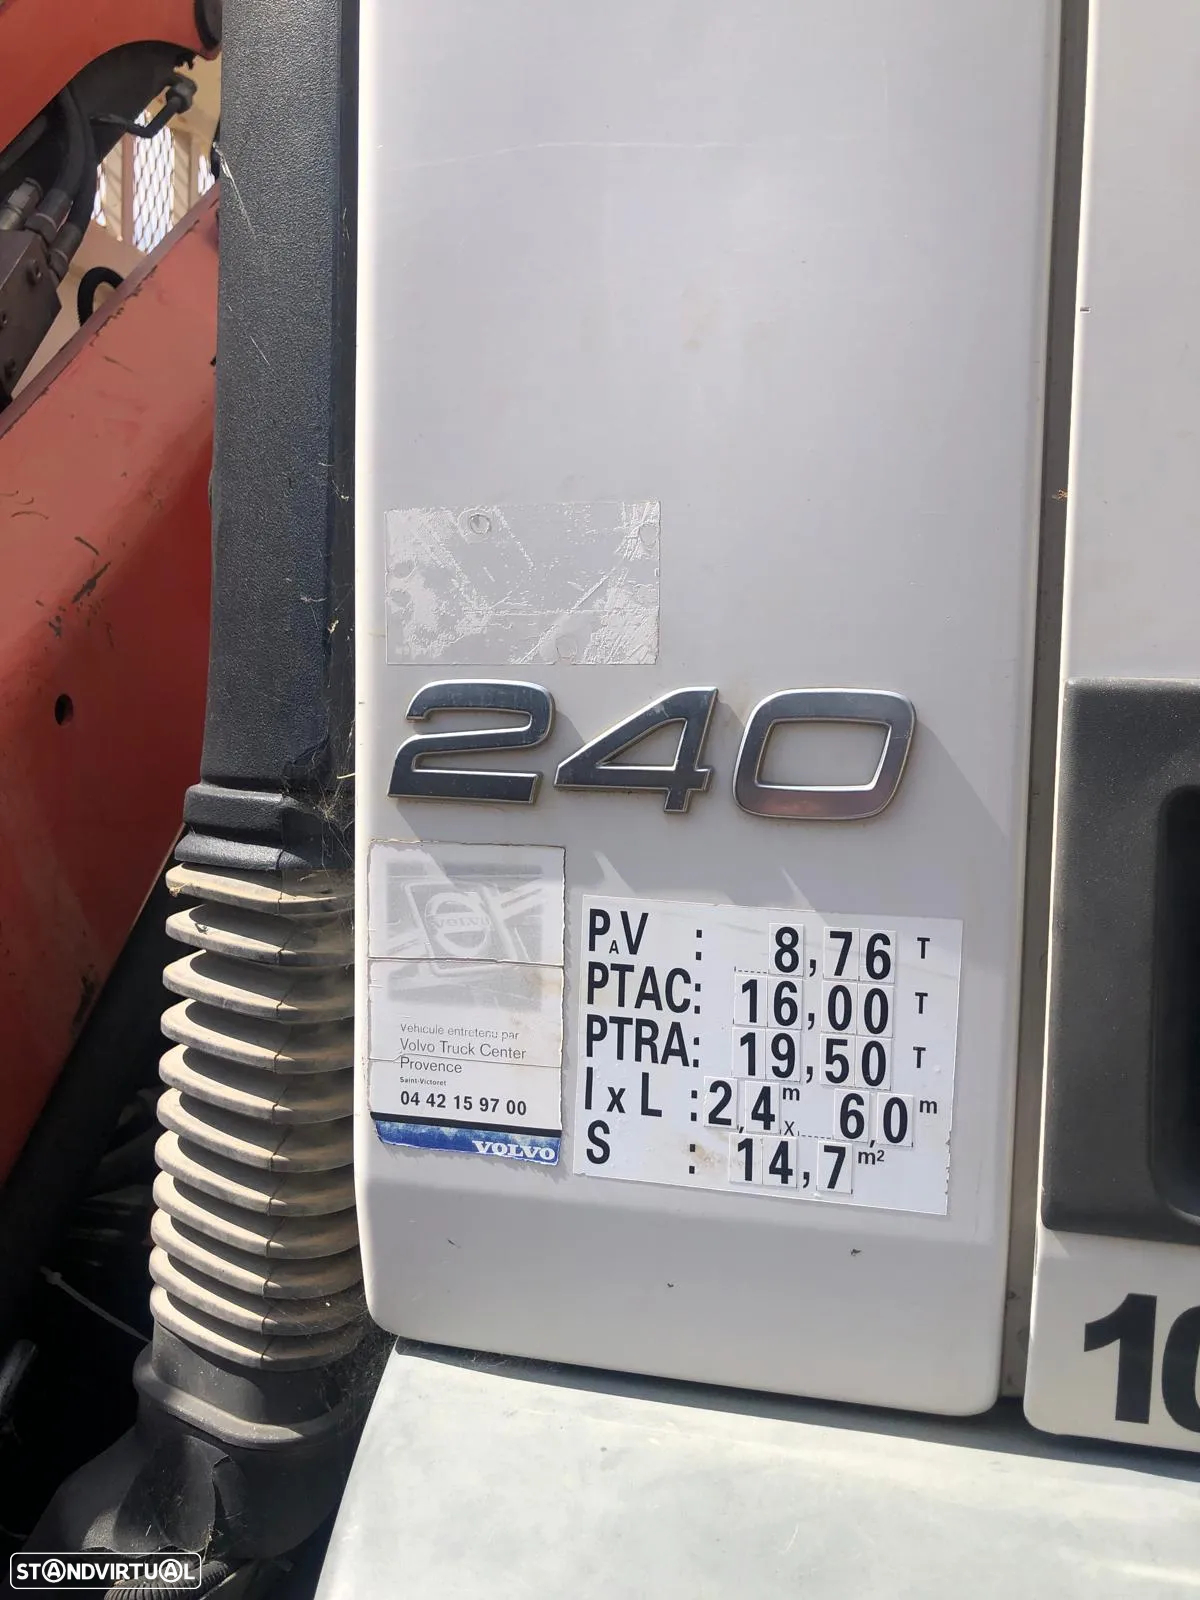 240
VOLVO
Véhicule entretenu par
Volvo Truck Center
Provence
Saint-Victoret
04 42 15 97 00
VOLVO
PAV : 8,76 T
PTAC: 16,00 T
PTRA: 19,50 T
l x L : 2,4 m x 6,0 m
S : 14,7 m²
10
STANDVIRTUAL